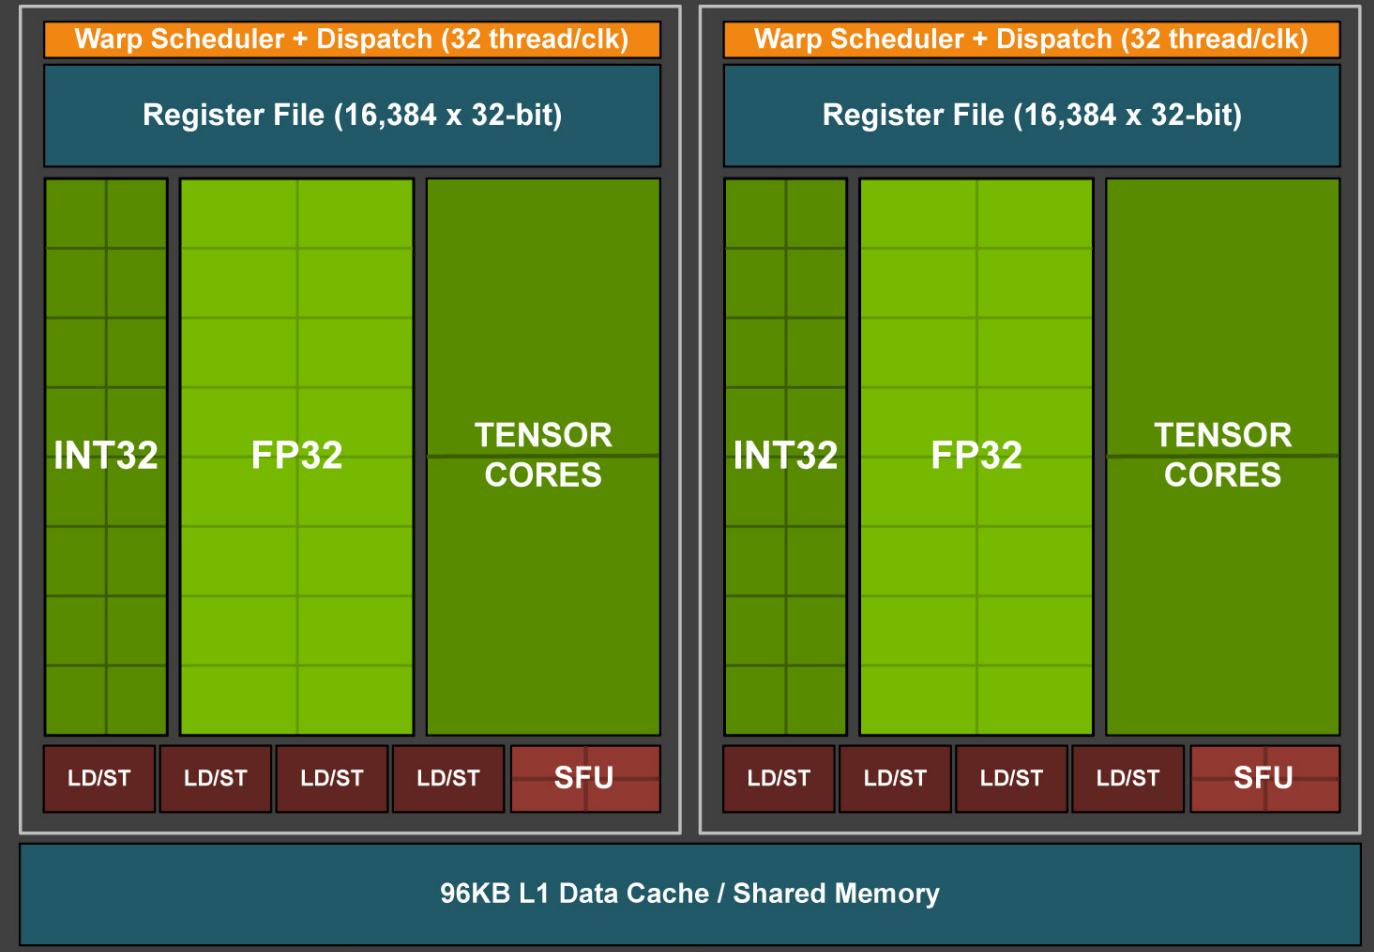 Warp Scheduler + Dispatch (32 thread/clk)
Register File (16,384 x 32-bit)
INT32
FP32
TENSOR
CORES
LD/ST
LD/ST
LD/ST
LD/ST
SFU
Warp Scheduler + Dispatch (32 thread/clk)
Register File (16,384 x 32-bit)
INT32
FP32
TENSOR
CORES
LD/ST
LD/ST
LD/ST
LD/ST
SFU
96KB L1 Data Cache / Shared Memory